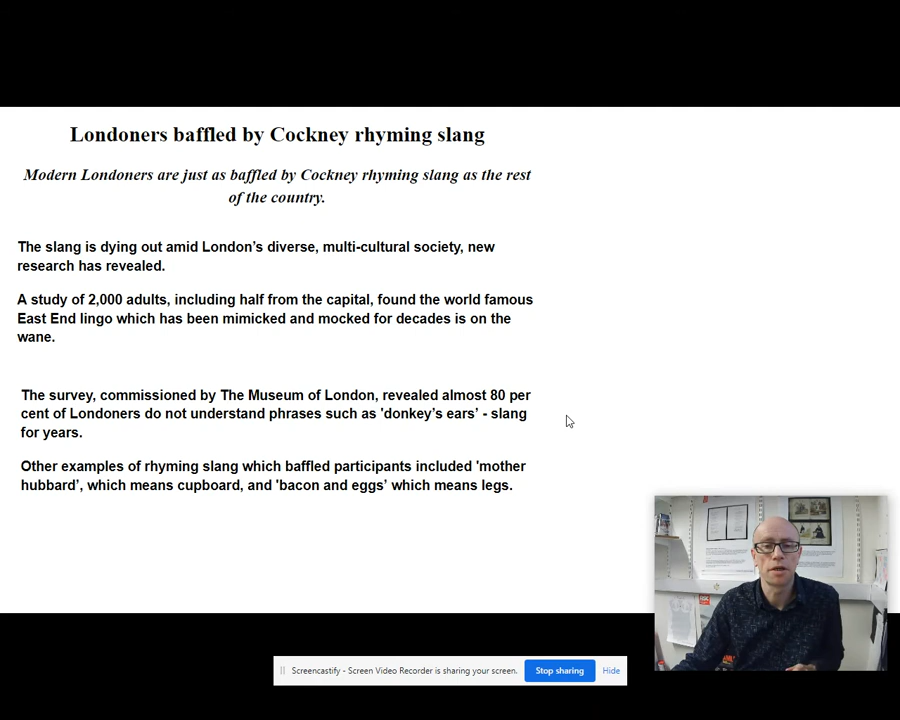 Londoners baffled by Cockney rhyming slang
Modern Londoners are just as baffled by Cockney rhyming slang as the rest
of the country.
The slang is dying out amid London’s diverse, multi-cultural society, new
research has revealed.
A study of 2,000 adults, including half from the capital, found the world famous
East End lingo which has been mimicked and mocked for decades is on the
wane.
The survey, commissioned by The Museum of London, revealed almost 80 per
cent of Londoners do not understand phrases such as 'donkey’s ears’ - slang
for years.
Other examples of rhyming slang which baffled participants included 'mother
hubbard’, which means cupboard, and 'bacon and eggs’ which means legs.
Screencastify - Screen Video Recorder is sharing your screen.
Stop sharing
Hide